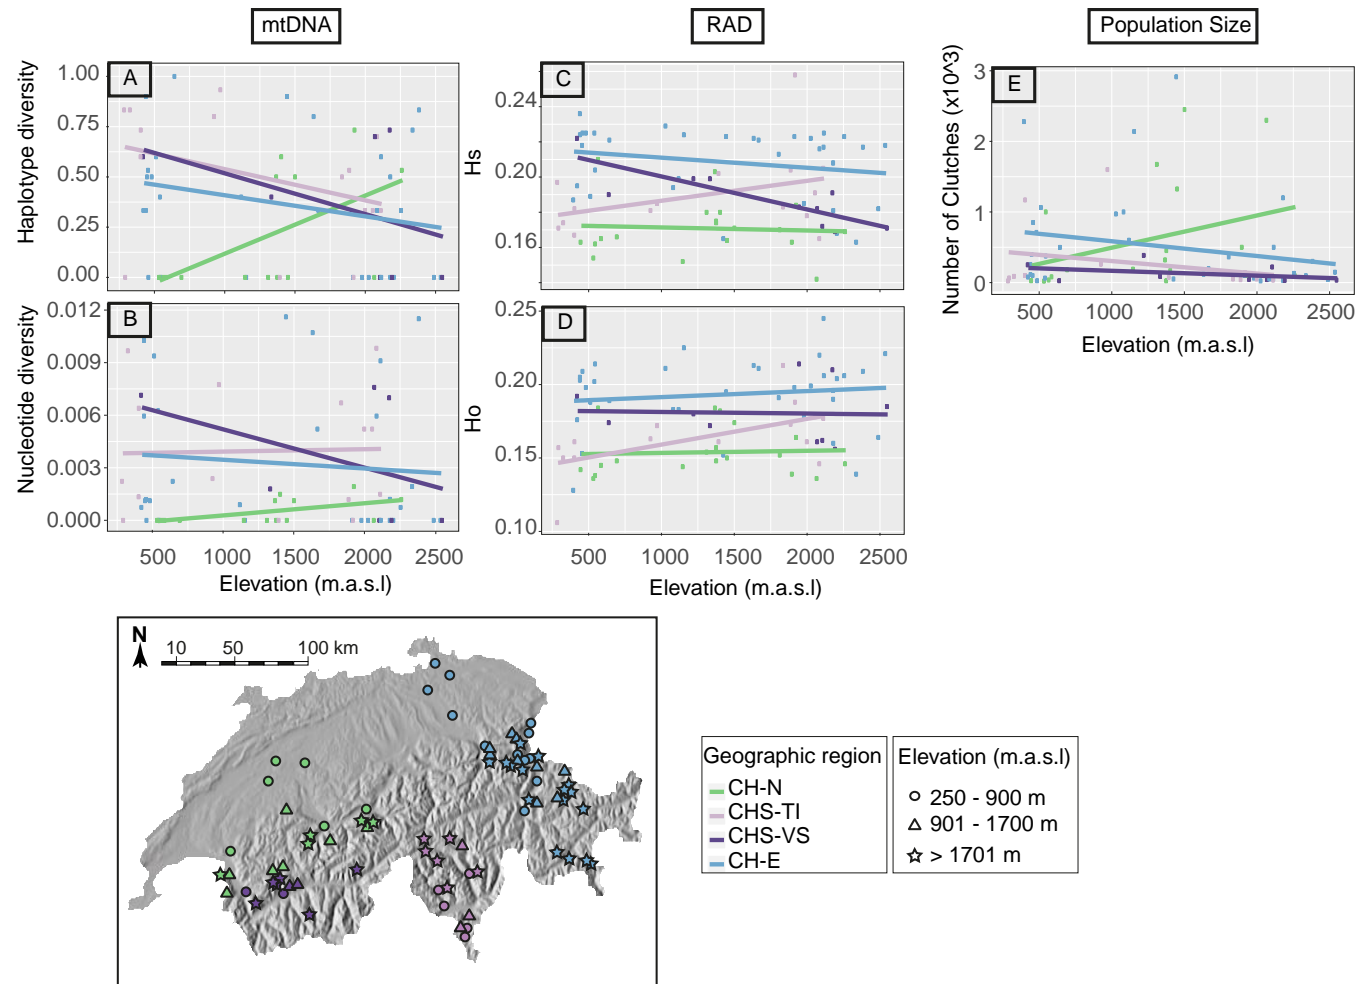 mtDNA
RAD
Population Size
A
Haplotype diversity
1.00
0.75
0.50
0.25
0.00
B
Nucleotide diversity
0.012
0.009
0.006
0.003
0.000
500 1000 1500 2000 2500
Elevation (m.a.s.l)
C
Hs
0.24
0.20
0.16
D
Ho
0.25
0.20
0.15
0.10
500 1000 1500 2000 2500
Elevation (m.a.s.l)
E
Number of Clutches (x10^3)
3
2
1
0
500 1000 1500 2000 2500
Elevation (m.a.s.l)
N
10 50 100 km
Geographic region
CH-N
CHS-TI
CHS-VS
CH-E
Elevation (m.a.s.l)
250 - 900 m
901 - 1700 m
> 1701 m